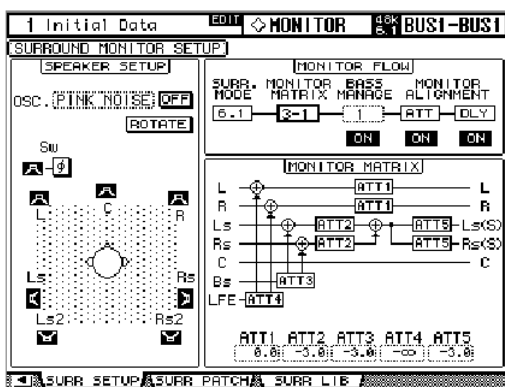 1 Initial Data EDIT MONITOR 48K 6.1 BUS1-BUS1
SURROUND MONITOR SETUP
SPEAKER SETUP
OSC. PINK NOISE OFF
ROTATE
SW
Φ
L C R
Ls Rs
Ls2 Rs2
MONITOR FLOW
SURR. MODE MONITOR MATRIX BASS MANAGE MONITOR ALIGNMENT
6.1 3-1 1 ATT DLY
ON ON ON
MONITOR MATRIX
L ATT1 L
R ATT1 R
Ls ATT2 ATT5 Ls(S)
Rs ATT2 ATT5 Rs(S)
C C
Bs ATT3
LFE ATT4
ATT1 ATT2 ATT3 ATT4 ATT5
0.0 -3.0 -3.0 -∞ -3.0
SURR SETUP SURR PATCH SURR LIB